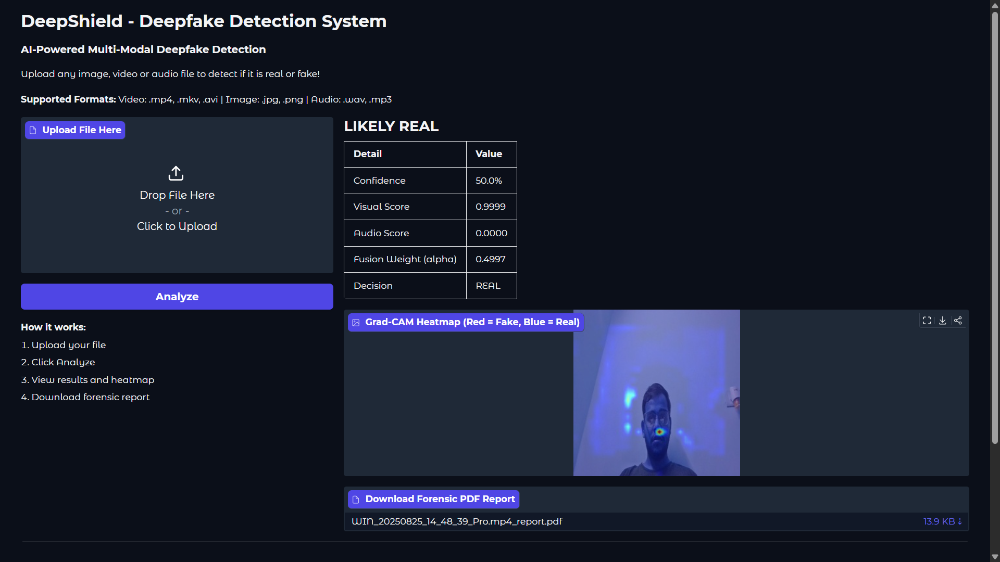 DeepShield - Deepfake Detection System
AI-Powered Multi-Modal Deepfake Detection
Upload any image, video or audio file to detect if it is real or fake!
Supported Formats: Video: .mp4, .mkv, .avi | Image: .jpg, .png | Audio: .wav, .mp3
Upload File Here
Drop File Here
- or -
Click to Upload
Analyze
How it works:
1. Upload your file
2. Click Analyze
3. View results and heatmap
4. Download forensic report
LIKELY REAL
Detail Value
Confidence 50.0%
Visual Score 0.9999
Audio Score 0.0000
Fusion Weight (alpha) 0.4997
Decision REAL
Grad-CAM Heatmap (Red = Fake, Blue = Real)
Download Forensic PDF Report
WIN_20250825_14_48_39_Pro.mp4_report.pdf 13.9 KB ⇣